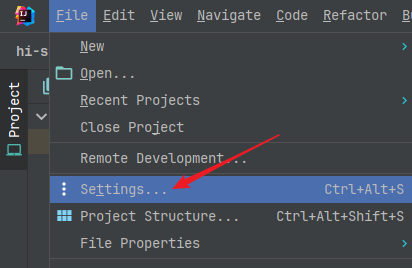 IJ
File Edit View Navigate Code Refactor
hi-s
Project
New
Open...
Recent Projects
Close Project
Remote Development...
Settings... Ctrl+Alt+S
Project Structure... Ctrl+Alt+Shift+S
File Properties